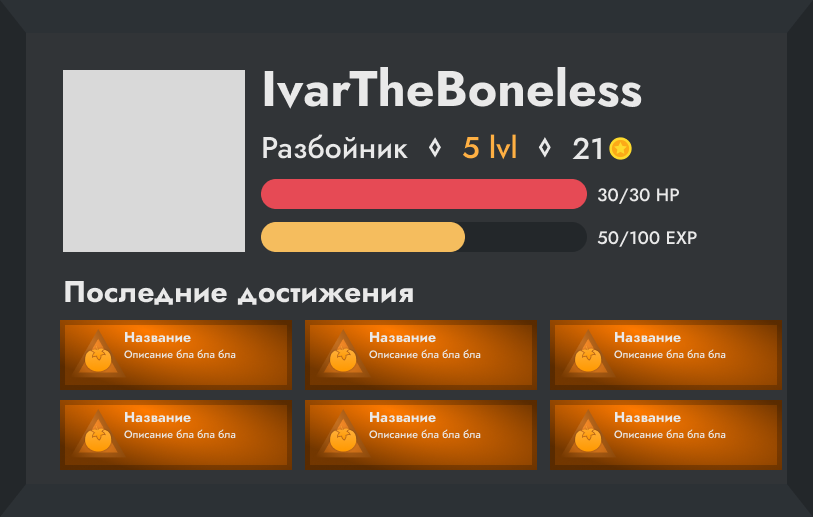 IvarTheBoneless
Разбойник ◊ 5 lvl ◊ 21
30/30 HP
50/100 EXP
Последние достижения
Название Название Название
Описание бла бла бла Описание бла бла бла Описание бла бла бла
Название Название Название
Описание бла бла бла Описание бла бла бла Описание бла бла бла